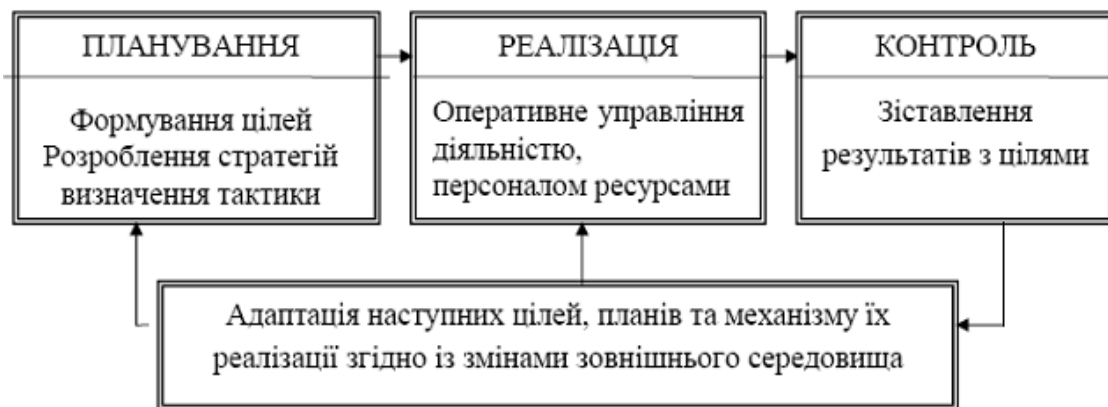 ПЛАНУВАННЯ
Формування цілей
Розроблення стратегій
визначення тактики
РЕАЛІЗАЦІЯ
Оперативне управління
діяльністю,
персоналом ресурсами
КОНТРОЛЬ
Зіставлення
результатів з цілями
Адаптація наступних цілей, планів та механізму їх
реалізації згідно із змінами зовнішнього середовища